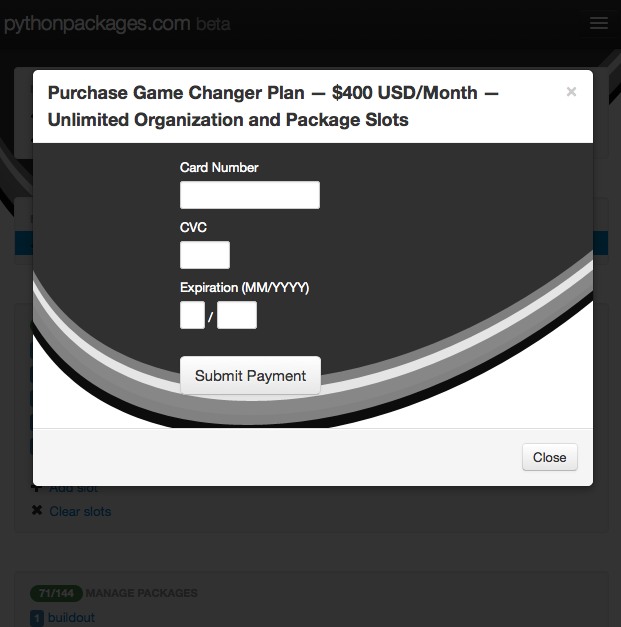 pythonpackages.com beta
Purchase Game Changer Plan — $400 USD/Month —
Unlimited Organization and Package Slots
×
Card Number
CVC
Expiration (MM/YYYY)
/
Submit Payment
Close
Add slot
Clear slots
71/144 MANAGE PACKAGES
1 buildout